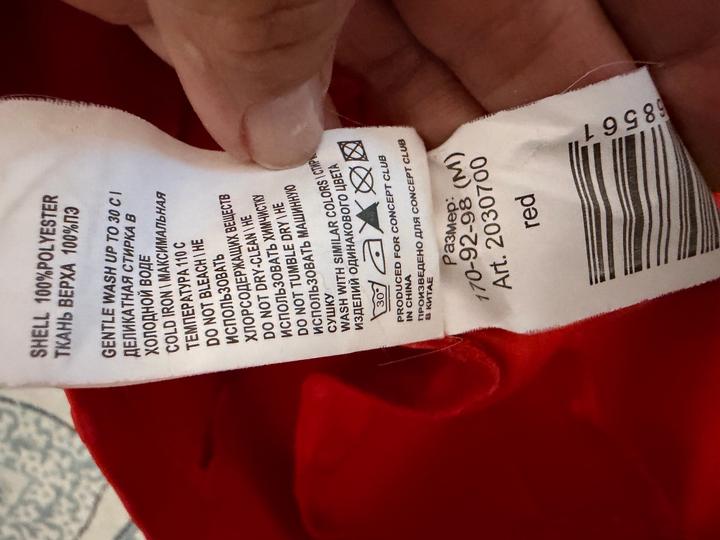 SHELL 100%POLYESTER
ТКАНЬ ВЕРХА 100%ПЭ
GENTLE WASH UP TO 30 C |
ДЕЛИКАТНАЯ СТИРКА В
ХОЛОДНОЙ ВОДЕ
COLD IRON | МАКСИМАЛЬНАЯ
ТЕМПЕРАТУРА 110 С
DO NOT BLEACH | НЕ
ИСПОЛЬЗОВАТЬ
ХЛОРСОДЕРЖАЩИХ ВЕЩЕСТВ
DO NOT DRY-CLEAN | НЕ
ИСПОЛЬЗОВАТЬ ХИМЧИСТКУ
DO NOT TUMBLE DRY | НЕ
ИСПОЛЬЗОВАТЬ МАШИННУЮ
СУШКУ
WASH WITH SIMILAR COLORS |
ИЗДЕЛИЙ ОДИНАКОВОГО ЦВЕТА
30
PRODUCED FOR CONCEPT CLUB
IN CHINA
ПРОИЗВЕДЕНО ДЛЯ CONCEPT CLUB
В КИТАЕ
Размер:
170-92-98 (M)
Art. 2030700
red